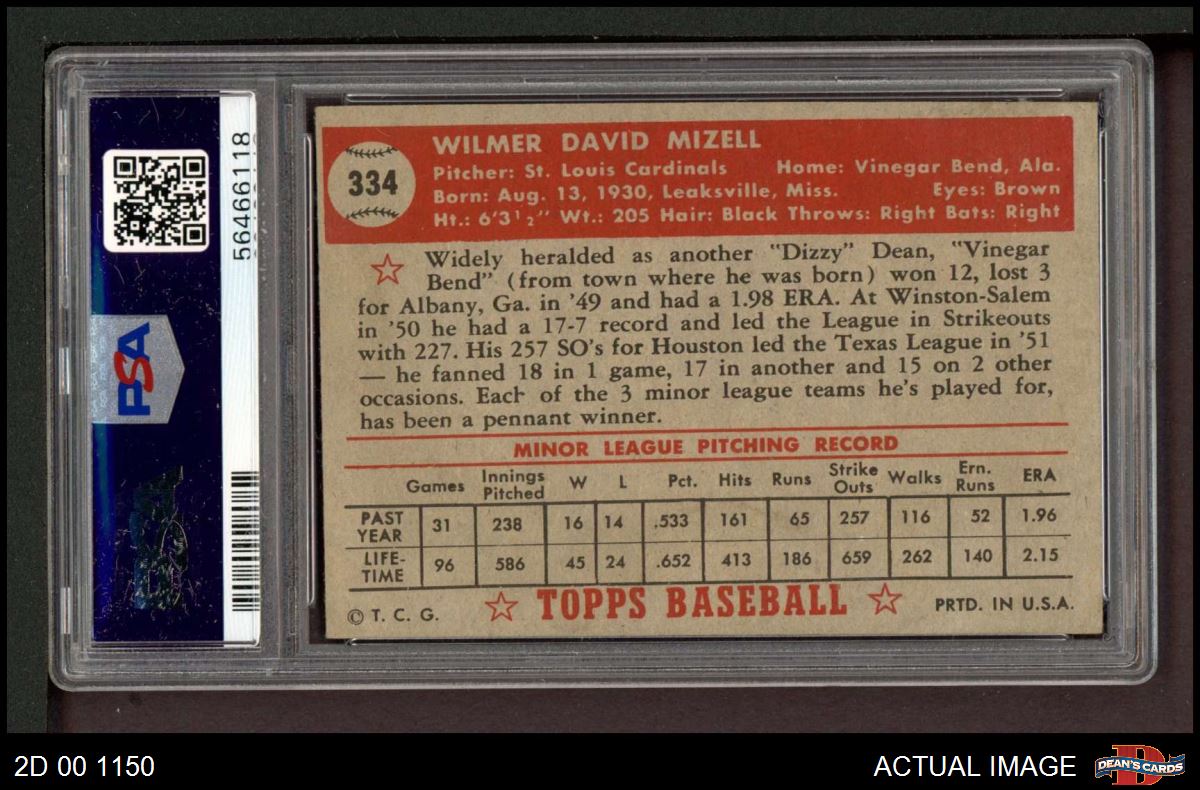 56466118
PSA
334
WILMER DAVID MIZELL
Pitcher: St. Louis Cardinals Home: Vinegar Bend, Ala.
Born: Aug. 13, 1930, Leaksville, Miss. Eyes: Brown
Ht.: 6'3½" Wt.: 205 Hair: Black Throws: Right Bats: Right
Widely heralded as another "Dizzy" Dean, "Vinegar
Bend" (from town where he was born) won 12, lost 3
for Albany, Ga. in '49 and had a 1.98 ERA. At Winston-Salem
in '50 he had a 17-7 record and led the League in Strikeouts
with 227. His 257 SO's for Houston led the Texas League in '51
— he fanned 18 in 1 game, 17 in another and 15 on 2 other
occasions. Each of the 3 minor league teams he's played for,
has been a pennant winner.
MINOR LEAGUE PITCHING RECORD
Games Innings Pitched W L Pct. Hits Runs Strike Outs Walks Ern. Runs ERA
PAST YEAR 31 238 16 14 .533 161 65 257 116 52 1.96
LIFE-TIME 96 586 45 24 .652 413 186 659 262 140 2.15
© T. C. G. TOPPS BASEBALL PRTD. IN U.S.A.
2D 00 1150 ACTUAL IMAGE DEAN'S CARDS